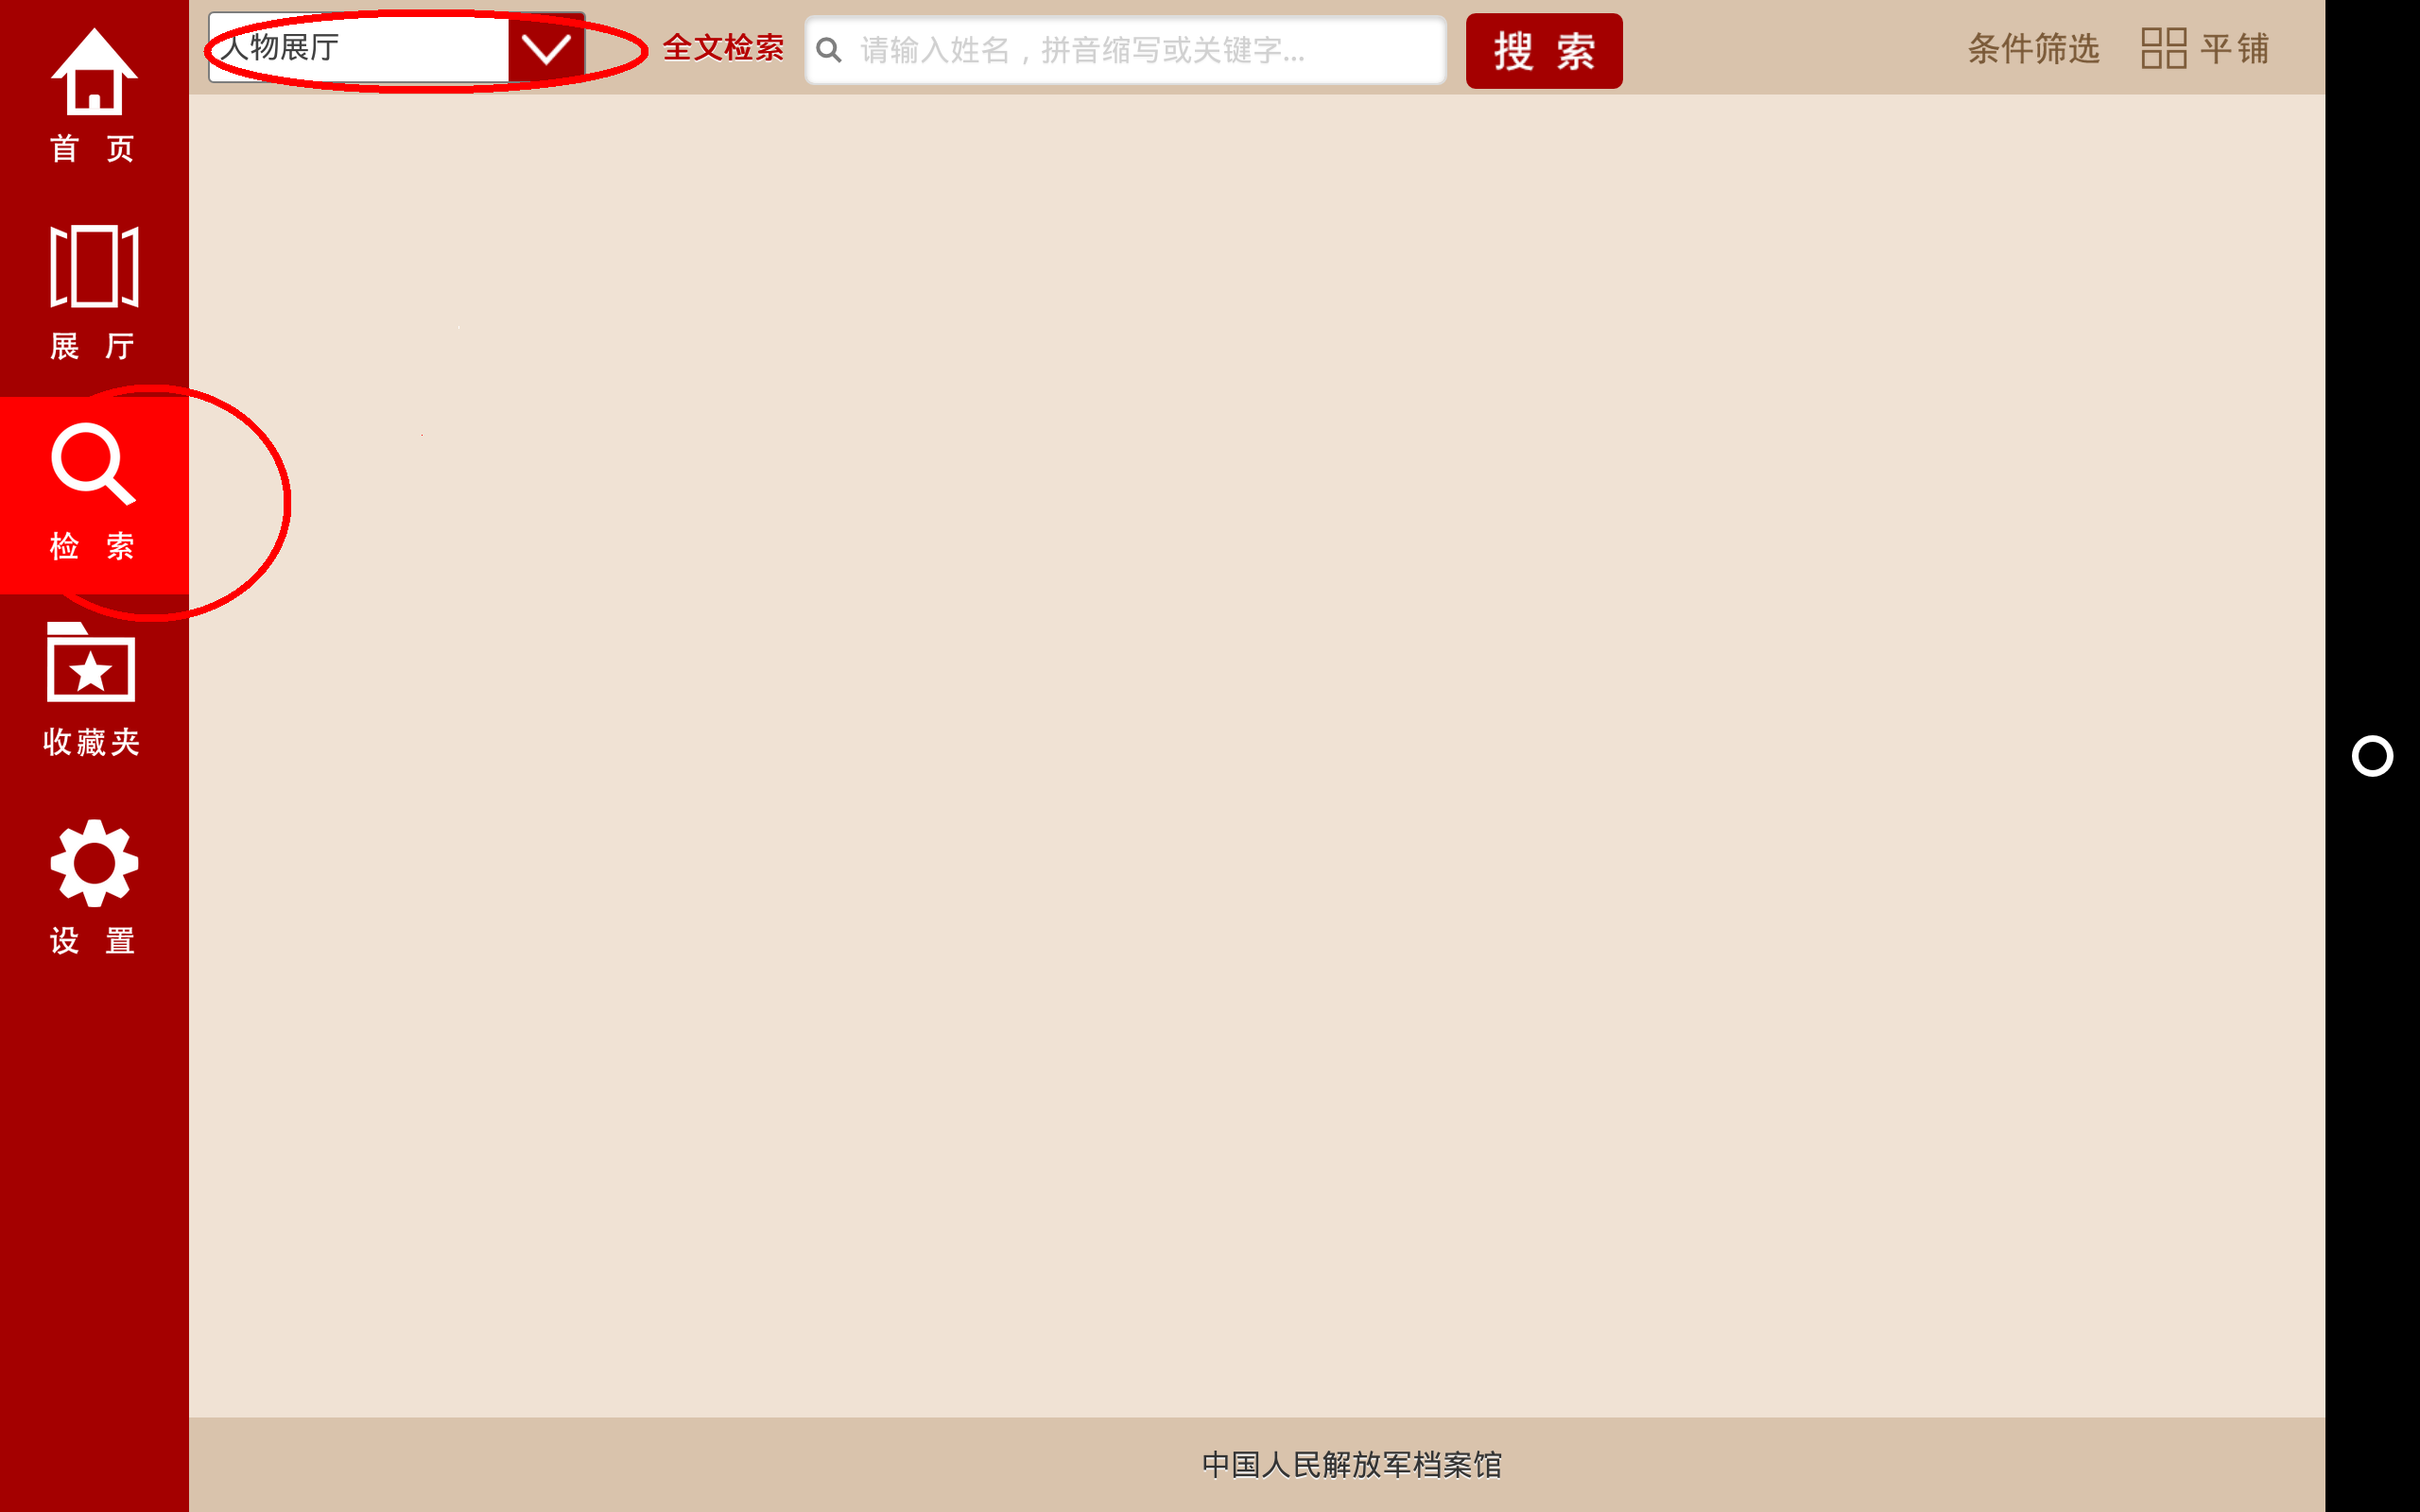 人物展厅
全文检索
请输入姓名，拼音缩写或关键字...
搜 索
条件筛选
平 铺
首 页
展 厅
检 索
收藏夹
设 置
中国人民解放军档案馆